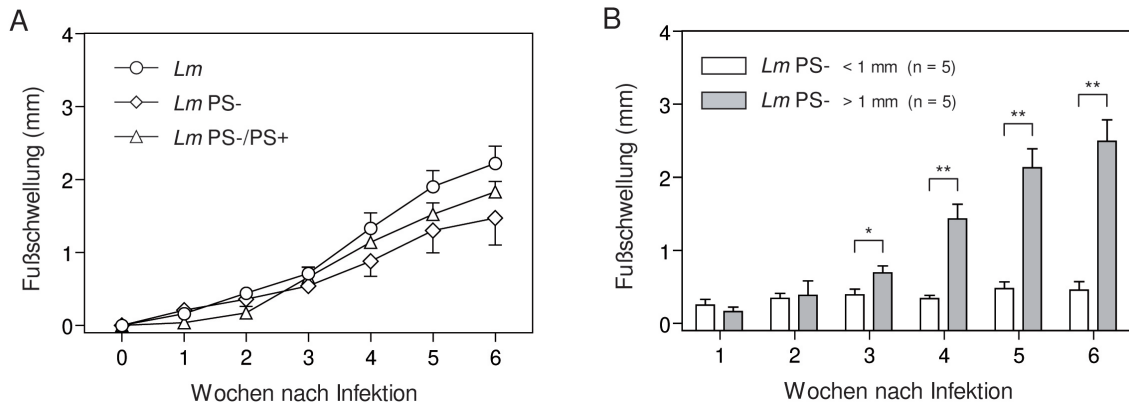 A
Fußschwellung (mm)
4
3
2
1
0
Lm
Lm PS-
Lm PS-/PS+
0 1 2 3 4 5 6
Wochen nach Infektion
B
Fußschwellung (mm)
4
3
2
1
0
Lm PS- < 1 mm (n = 5)
Lm PS- > 1 mm (n = 5)
*
**
**
**
1 2 3 4 5 6
Wochen nach Infektion